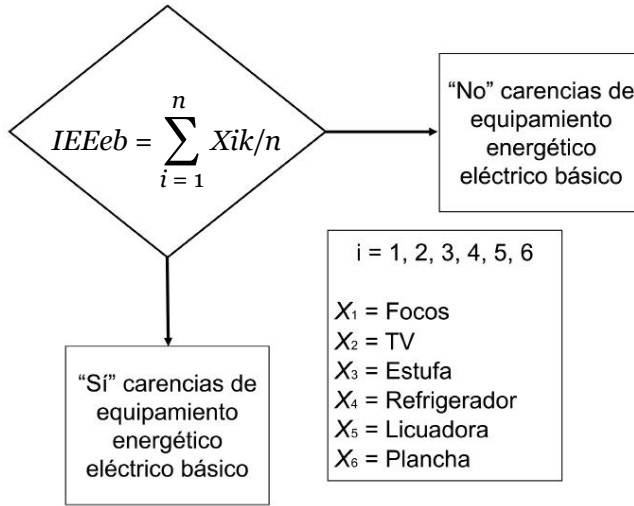 IEEeb = ∑ Xik/n
n
i = 1
“No” carencias de
equipamiento
energético
eléctrico básico
i = 1, 2, 3, 4, 5, 6
X₁ = Focos
X₂ = TV
X₃ = Estufa
X₄ = Refrigerador
X₅ = Licuadora
X₆ = Plancha
“Sí” carencias de
equipamiento
energético
eléctrico básico